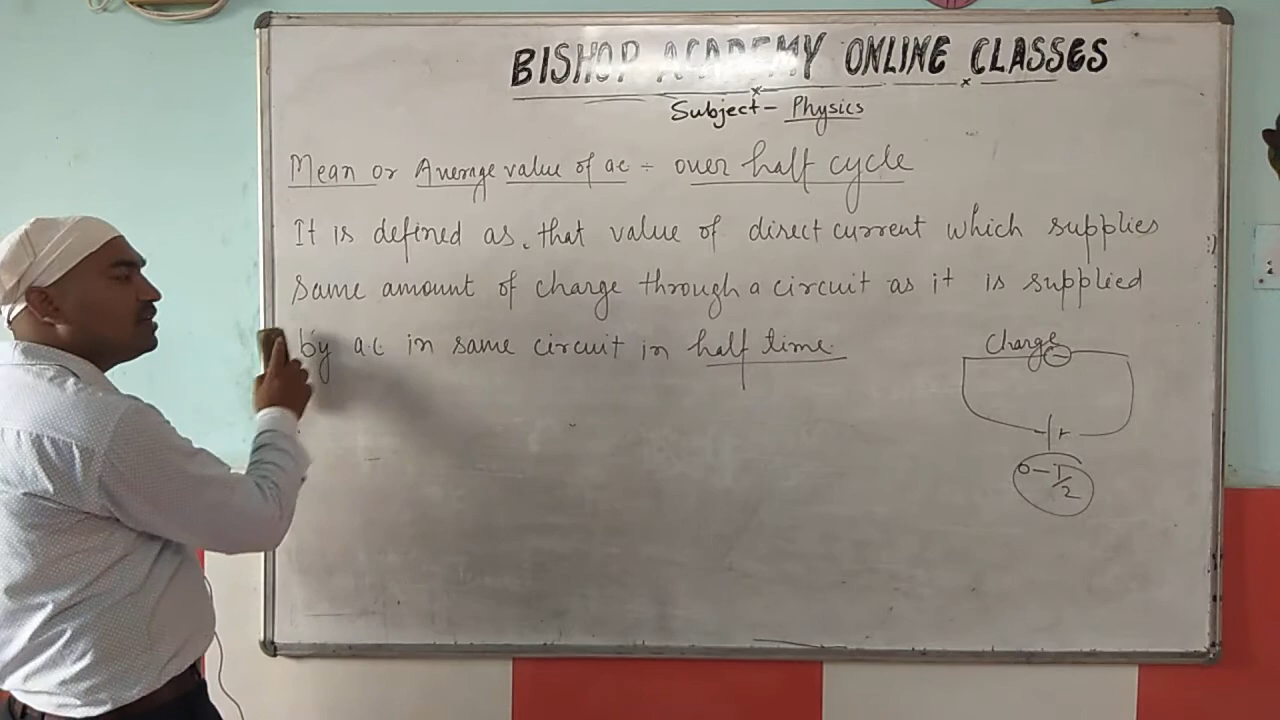 BISHOP ACADEMY ONLINE CLASSES
Subject - Physics
Mean or Average value of ac ÷ over half cycle
It is defined as, that value of direct current which supplies
same amount of charge through a circuit as it is supplied
by a.c in same circuit in half time.
Charge
0 - T/2